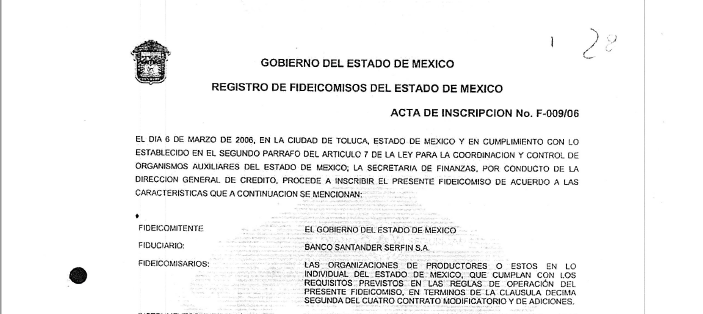 1 28
GOBIERNO DEL ESTADO DE MEXICO
REGISTRO DE FIDEICOMISOS DEL ESTADO DE MEXICO
ACTA DE INSCRIPCION No. F-009/06
EL DIA 6 DE MARZO DE 2006, EN LA CIUDAD DE TOLUCA, ESTADO DE MEXICO Y EN CUMPLIMIENTO CON LO
ESTABLECIDO EN EL SEGUNDO PARRAFO DEL ARTICULO 7 DE LA LEY PARA LA COORDINACION Y CONTROL DE
ORGANISMOS AUXILIARES DEL ESTADO DE MEXICO; LA SECRETARIA DE FINANZAS, POR CONDUCTO DE LA
DIRECCION GENERAL DE CREDITO, PROCEDE A INSCRIBIR EL PRESENTE FIDEICOMISO DE ACUERDO A LAS
CARACTERISTICAS QUE A CONTINUACION SE MENCIONAN:
FIDEICOMITENTE EL GOBIERNO DEL ESTADO DE MEXICO
FIDUCIARIO: BANCO SANTANDER SERFIN S.A.
FIDEICOMISARIOS: LAS ORGANIZACIONES DE PRODUCTORES O ESTOS EN LO
INDIVIDUAL DEL ESTADO DE MEXICO, QUE CUMPLAN CON LOS
REQUISITOS PREVISTOS EN LAS REGLAS DE OPERACIÓN DEL
PRESENTE FIDEICOMISO, EN TERMINOS DE LA CLAUSULA DECIMA
SEGUNDA DEL CUATRO CONTRATO MODIFICATORIO Y DE ADICIONES.